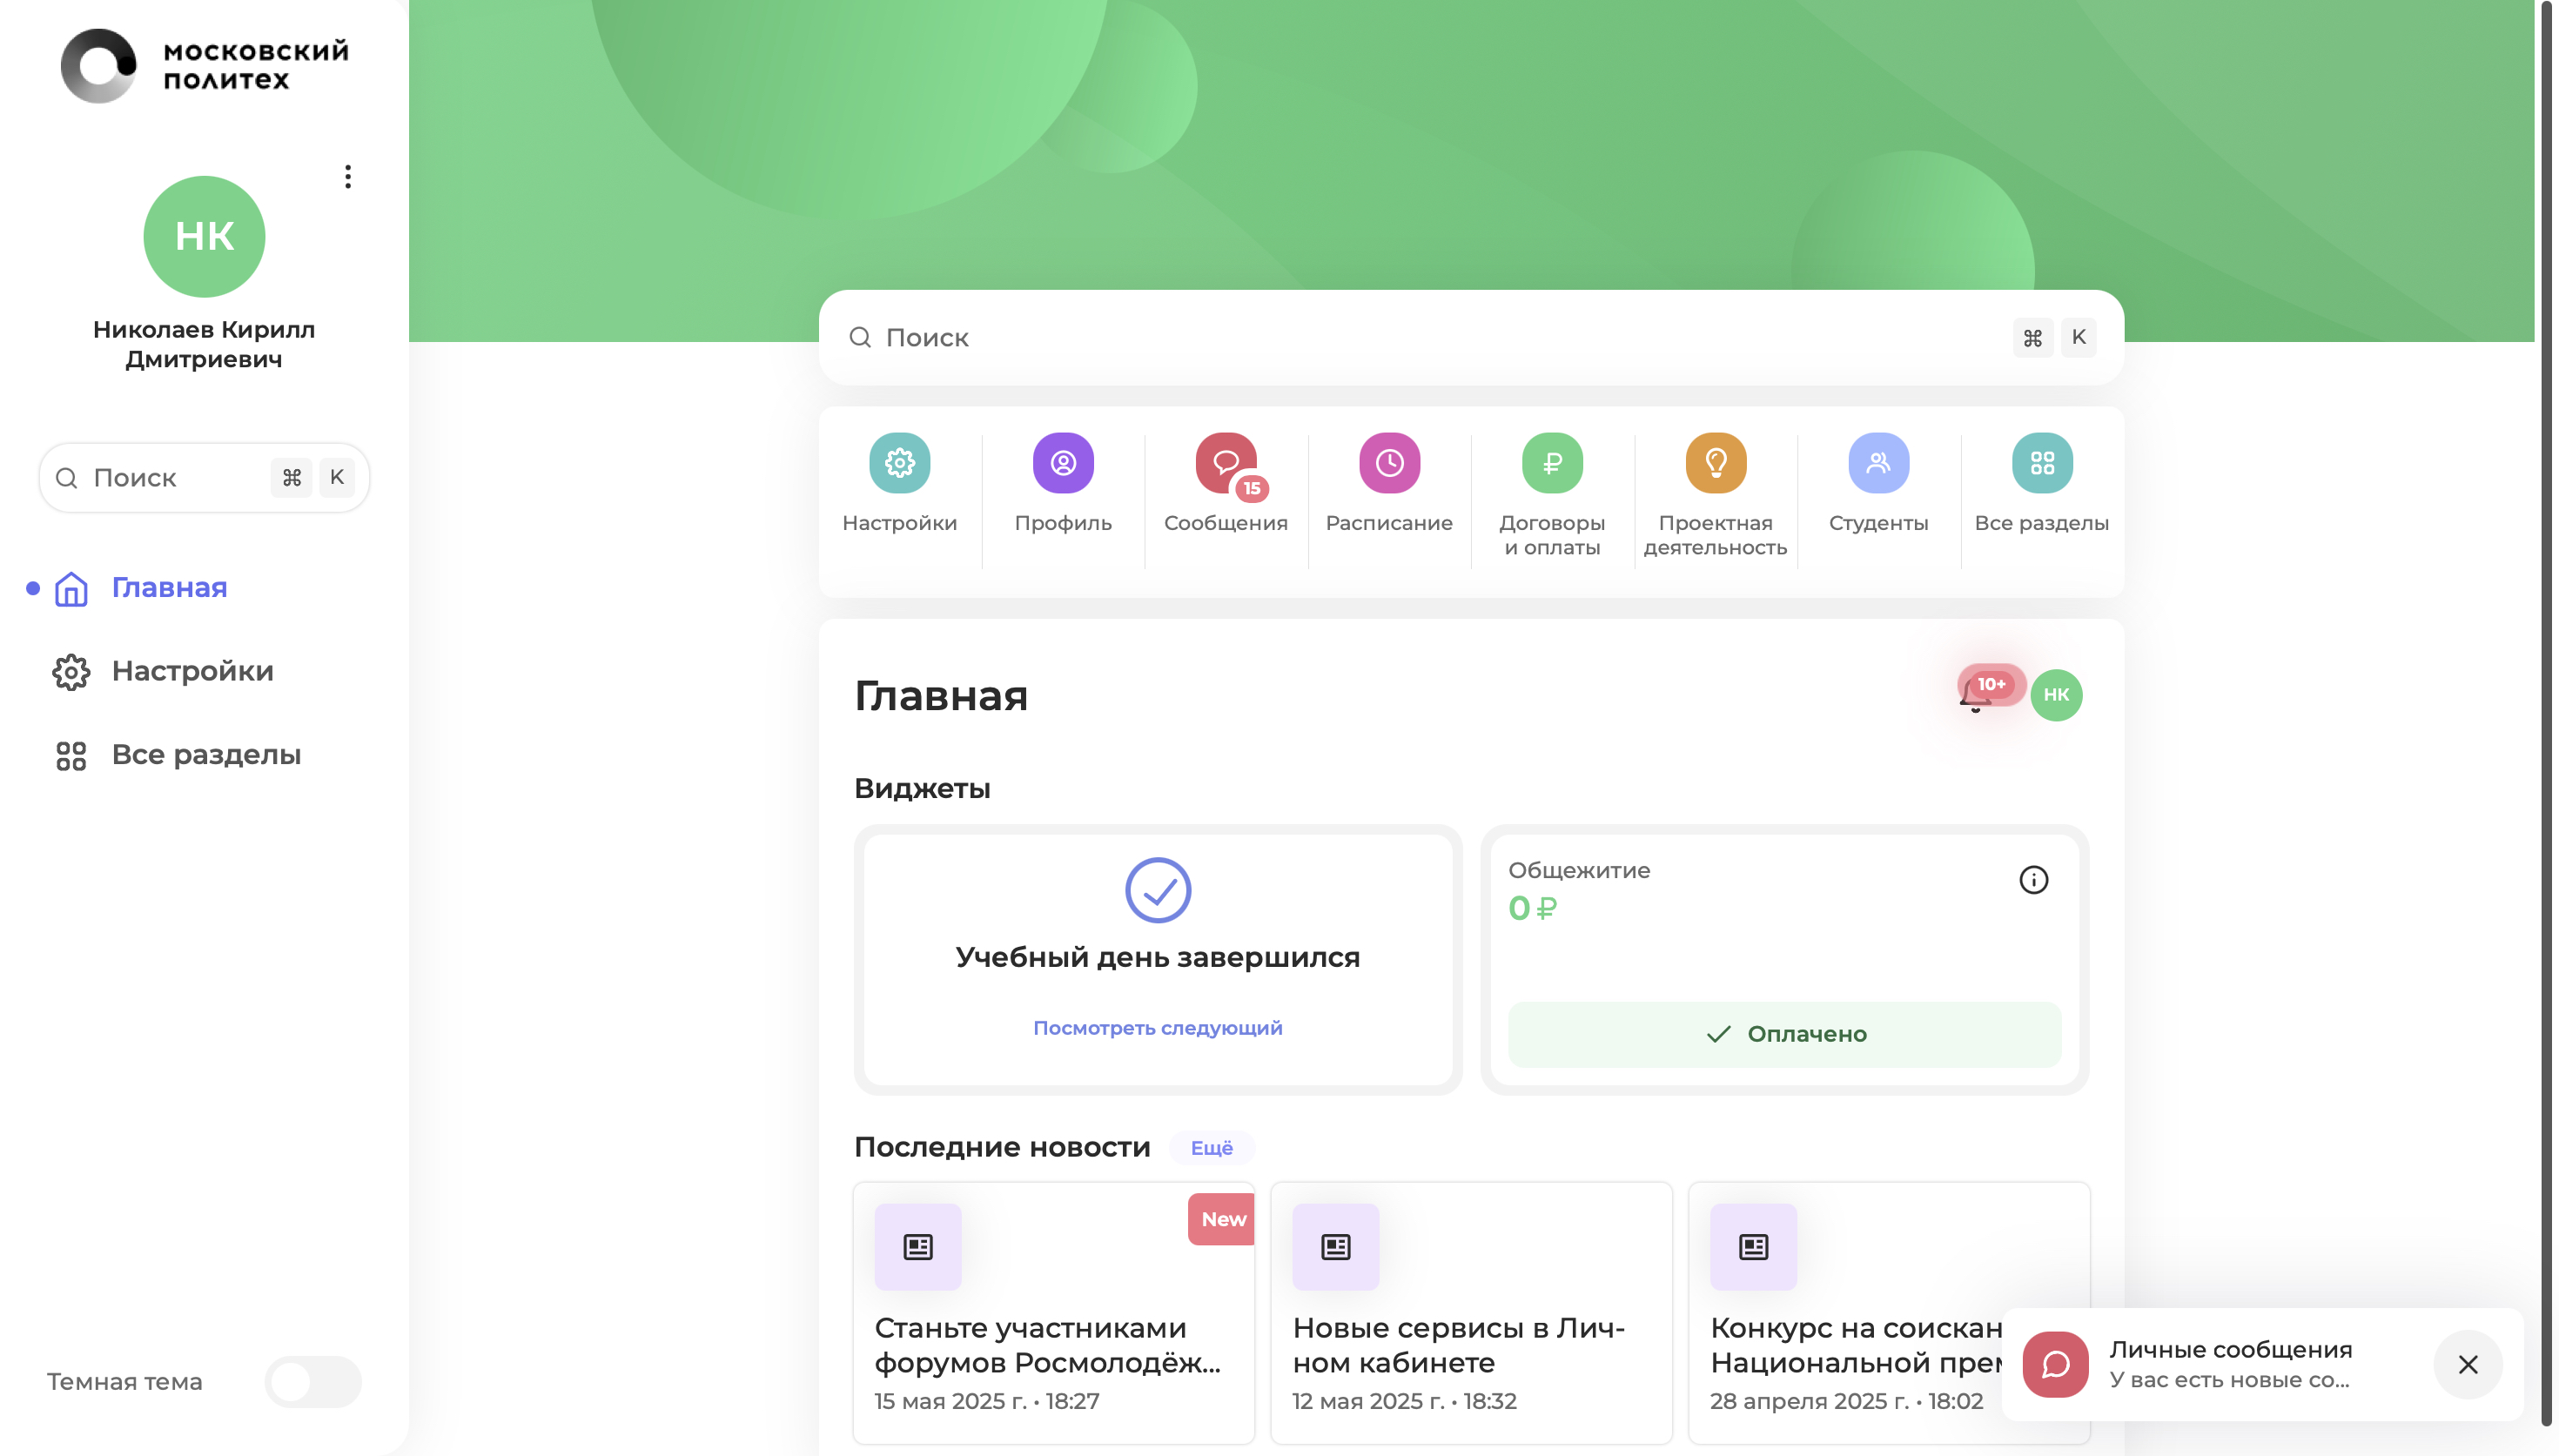 московский
политех
НК
Николаев Кирилл
Дмитриевич
Поиск ⌘ K
Главная
Настройки
Все разделы
Темная тема
Поиск ⌘ K
Настройки
Профиль
15
Сообщения
Расписание
Договоры
и оплаты
Проектная
деятельность
Студенты
Все разделы
Главная
10+
НК
Виджеты
Учебный день завершился
Посмотреть следующий
Общежитие
0 ₽
Оплачено
Последние новости Ещё
New
Станьте участниками
форумов Росмолодёж...
15 мая 2025 г. • 18:27
Новые сервисы в Лич-
ном кабинете
12 мая 2025 г. • 18:32
Конкурс на соискан
Национальной прем
28 апреля 2025 г. • 18:02
Личные сообщения
У вас есть новые со...